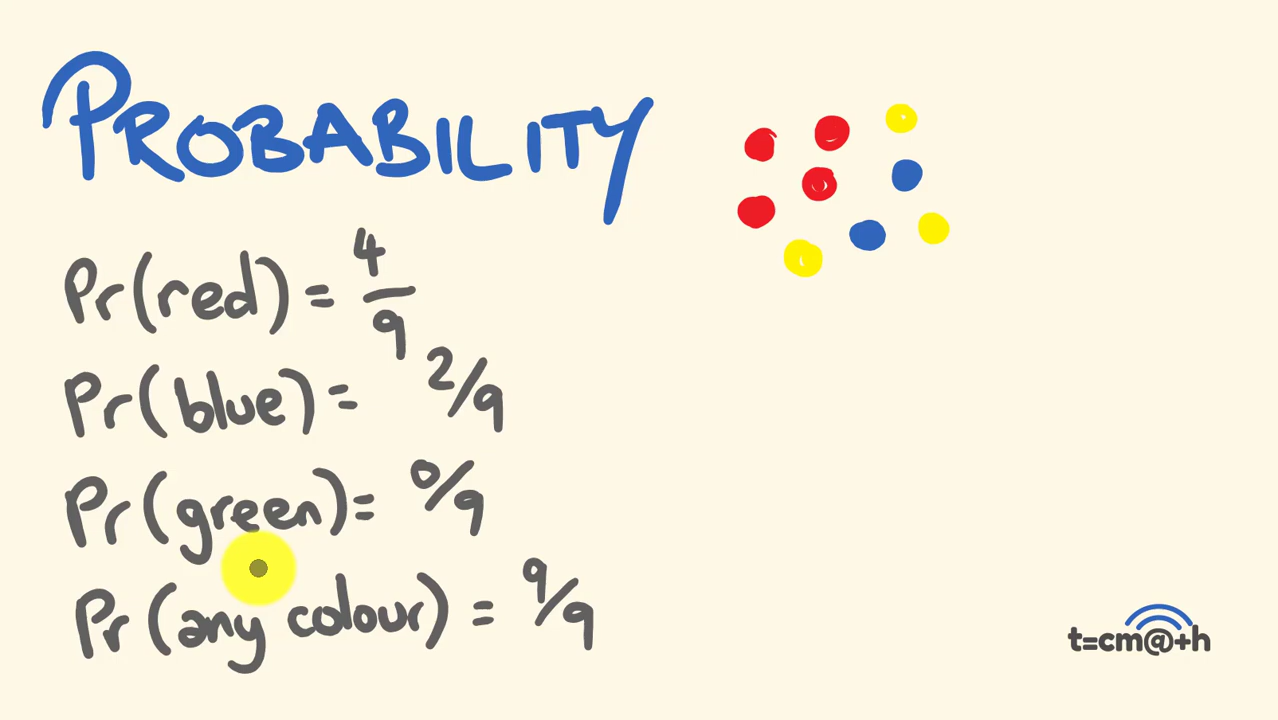 PROBABILITY
Pr(red) = 4/9
Pr(blue) = 2/9
Pr(green) = 0/9
Pr(any colour) = 9/9
t=cm@+h